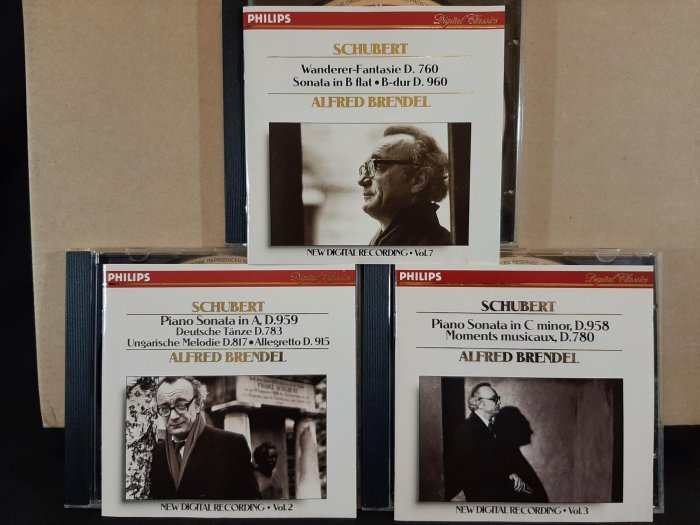 PHILIPS
Digital Classics
SCHUBERT
Wanderer-Fantasie D. 760
Sonata in B flat • B-dur D. 960
ALFRED BRENDEL
NEW DIGITAL RECORDING • Vol.7
PHILIPS
Digital Classics
SCHUBERT
Piano Sonata in A, D.959
Deutsche Tänze D.783
Ungarische Melodie D.817 • Allegretto D. 915
ALFRED BRENDEL
FRANZ SCHUBERT
NEW DIGITAL RECORDING • Vol.2
PHILIPS
Digital Classics
SCHUBERT
Piano Sonata in C minor, D.958
Moments musicaux, D.780
ALFRED BRENDEL
NEW DIGITAL RECORDING • Vol.3